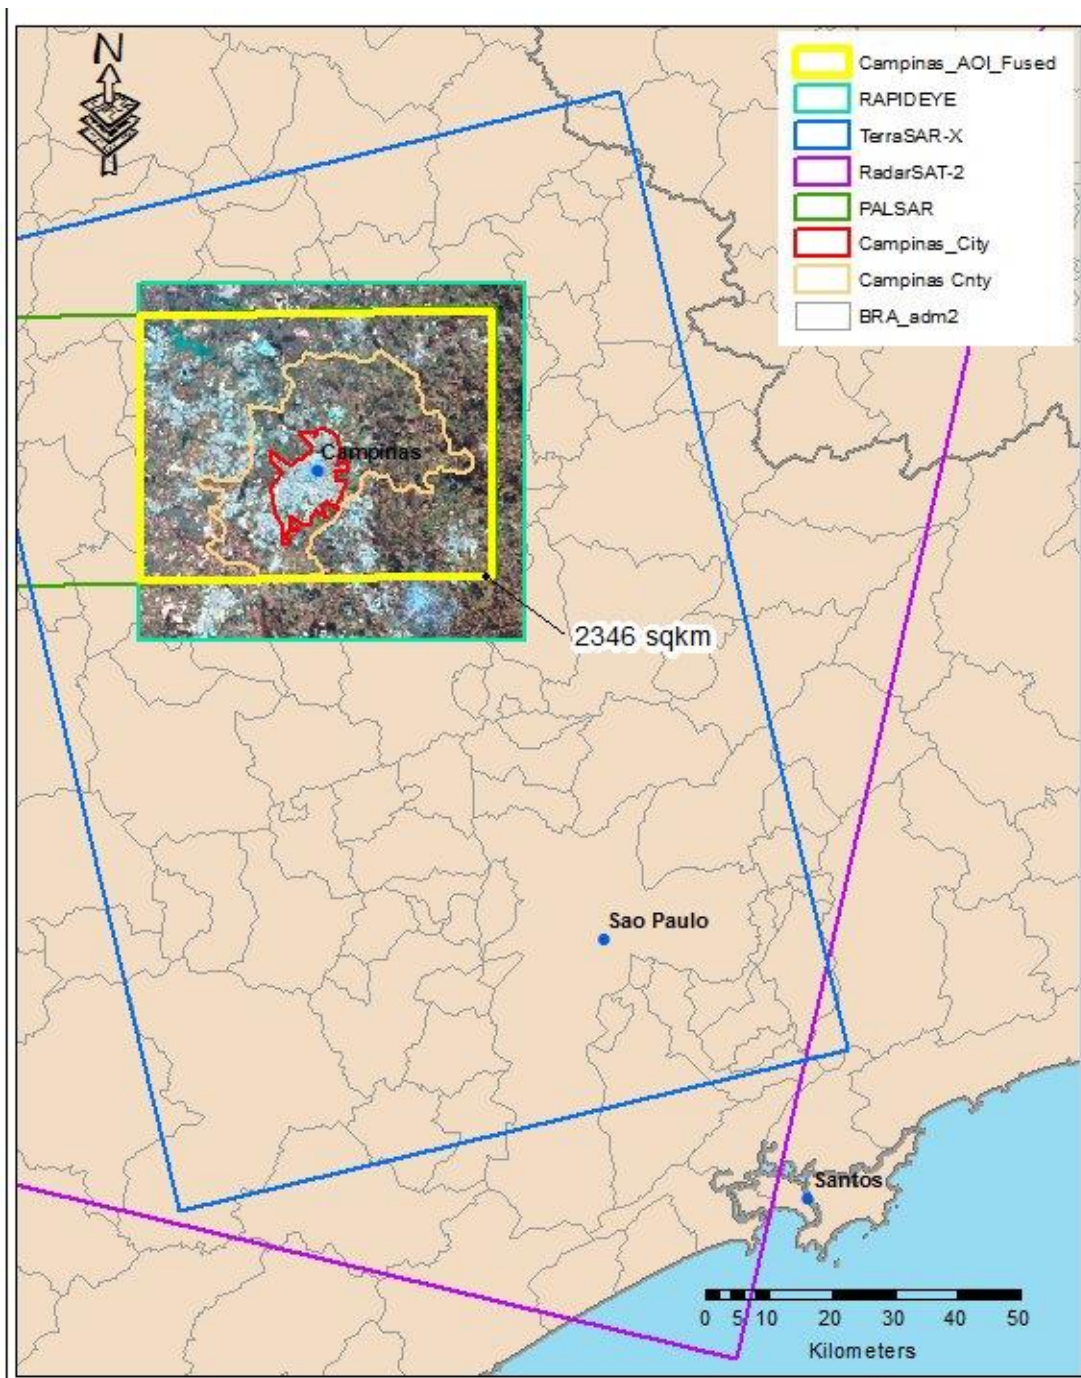 N
Campinas_AOI_Fused
RAPIDEYE
TerraSAR-X
RadarSAT-2
PALSAR
Campinas_City
Campinas Cnty
BRA_adm2
Campinas
2346 sqkm
Sao Paulo
Santos
0 5 10 20 30 40 50
Kilometers